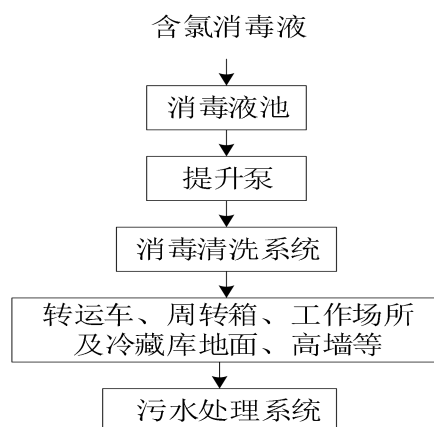 含氯消毒液
消毒液池
提升泵
消毒清洗系统
转运车、周转箱、工作场所
及冷藏库地面、高墙等
污水处理系统